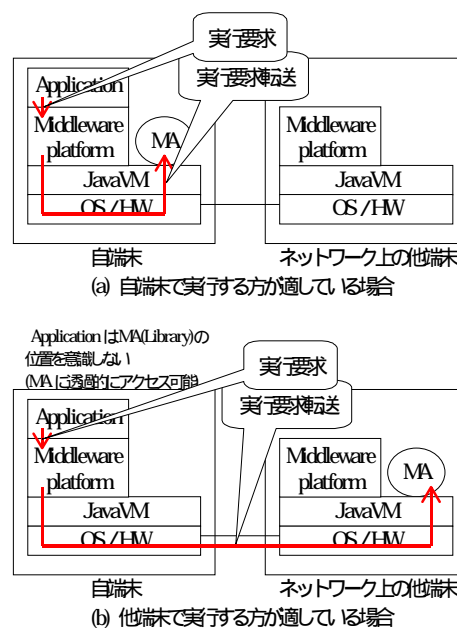 実行要求
実行要求転送
Application
Middleware
platform
MA
JavaVM
OS/HW
Middleware
platform
JavaVM
OS/HW
自端末
ネットワーク上の他端末
(a) 自端末で実行する方が適している場合
ApplicationはMA(Library)の
位置を意識しない
(MAに透過的にアクセス可能)
実行要求
実行要求転送
Application
Middleware
platform
JavaVM
OS/HW
Middleware
platform
MA
JavaVM
OS/HW
自端末
ネットワーク上の他端末
(b) 他端末で実行する方が適している場合